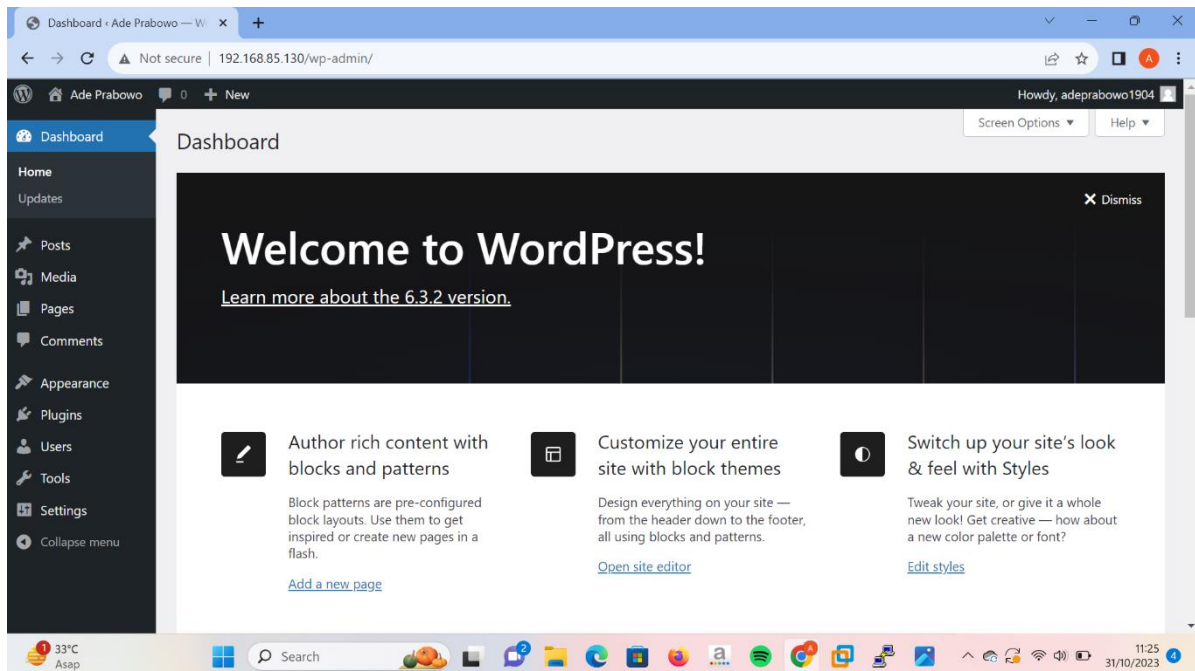 Dashboard ‹ Ade Prabowo — W
Not secure | 192.168.85.130/wp-admin/
A
Ade Prabowo 0 + New Howdy, adeprabowo1904
Dashboard
Home
Updates
Posts
Media
Pages
Comments
Appearance
Plugins
Users
Tools
Settings
Collapse menu
Screen Options Help
Dashboard
Dismiss
Welcome to WordPress!
Learn more about the 6.3.2 version.
Author rich content with
blocks and patterns
Block patterns are pre-configured
block layouts. Use them to get
inspired or create new pages in a
flash.
Add a new page
Customize your entire
site with block themes
Design everything on your site —
from the header down to the footer,
all using blocks and patterns.
Open site editor
Switch up your site's look
& feel with Styles
Tweak your site, or give it a whole
new look! Get creative — how about
a new color palette or font?
Edit styles
1
33°C
Asap
Search
2
a
11:25
31/10/2023
4